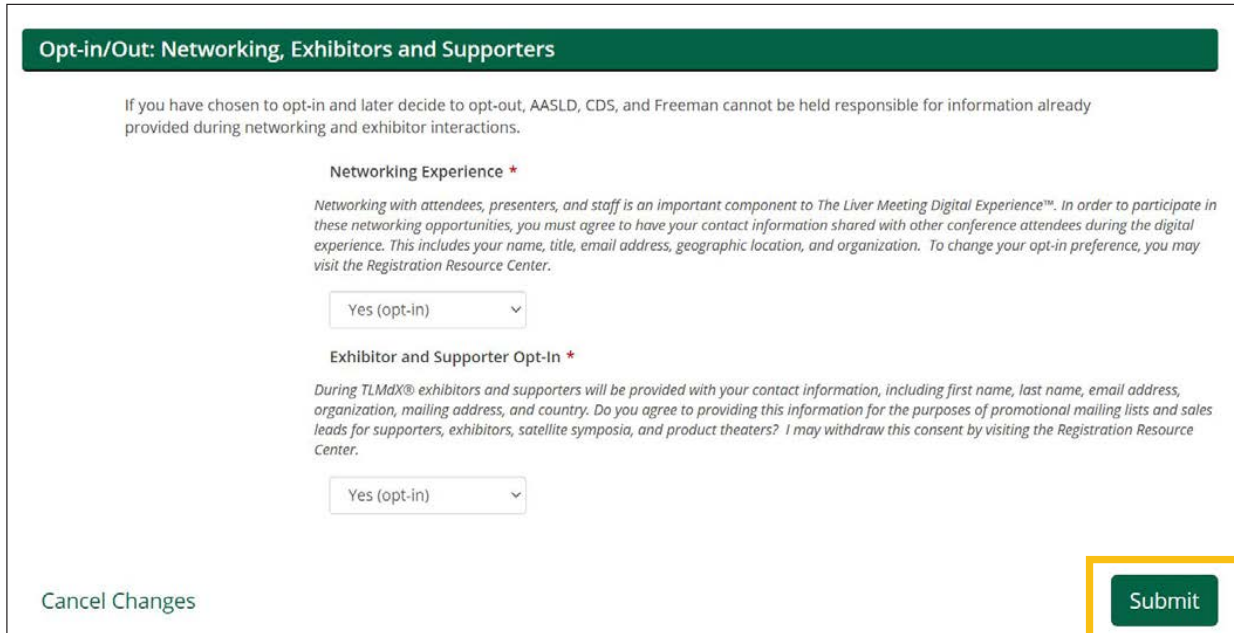 Opt-in/Out: Networking, Exhibitors and Supporters
If you have chosen to opt-in and later decide to opt-out, AASLD, CDS, and Freeman cannot be held responsible for information already
provided during networking and exhibitor interactions.
Networking Experience *
Networking with attendees, presenters, and staff is an important component to The Liver Meeting Digital Experience™. In order to participate in
these networking opportunities, you must agree to have your contact information shared with other conference attendees during the digital
experience. This includes your name, title, email address, geographic location, and organization. To change your opt-in preference, you may
visit the Registration Resource Center.
Yes (opt-in)
Exhibitor and Supporter Opt-In *
During TLMdX® exhibitors and supporters will be provided with your contact information, including first name, last name, email address,
organization, mailing address, and country. Do you agree to providing this information for the purposes of promotional mailing lists and sales
leads for supporters, exhibitors, satellite symposia, and product theaters? I may withdraw this consent by visiting the Registration Resource
Center.
Yes (opt-in)
Cancel Changes
Submit